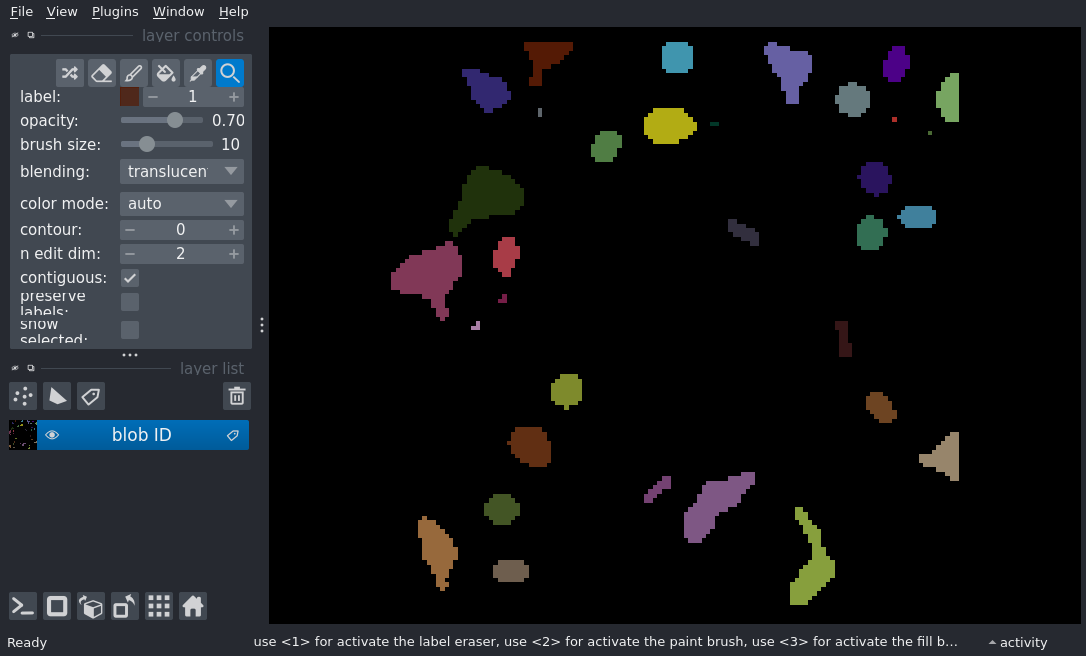 File View Plugins Window Help
layer controls
label: 1
opacity: 0.70
brush size: 10
blending: translucen
color mode: auto
contour: 0
n edit dim: 2
contiguous:
preserve
labels:
show
selected:
layer list
blob ID
Ready
use <1> for activate the label eraser, use <2> for activate the paint brush, use <3> for activate the fill b...
activity